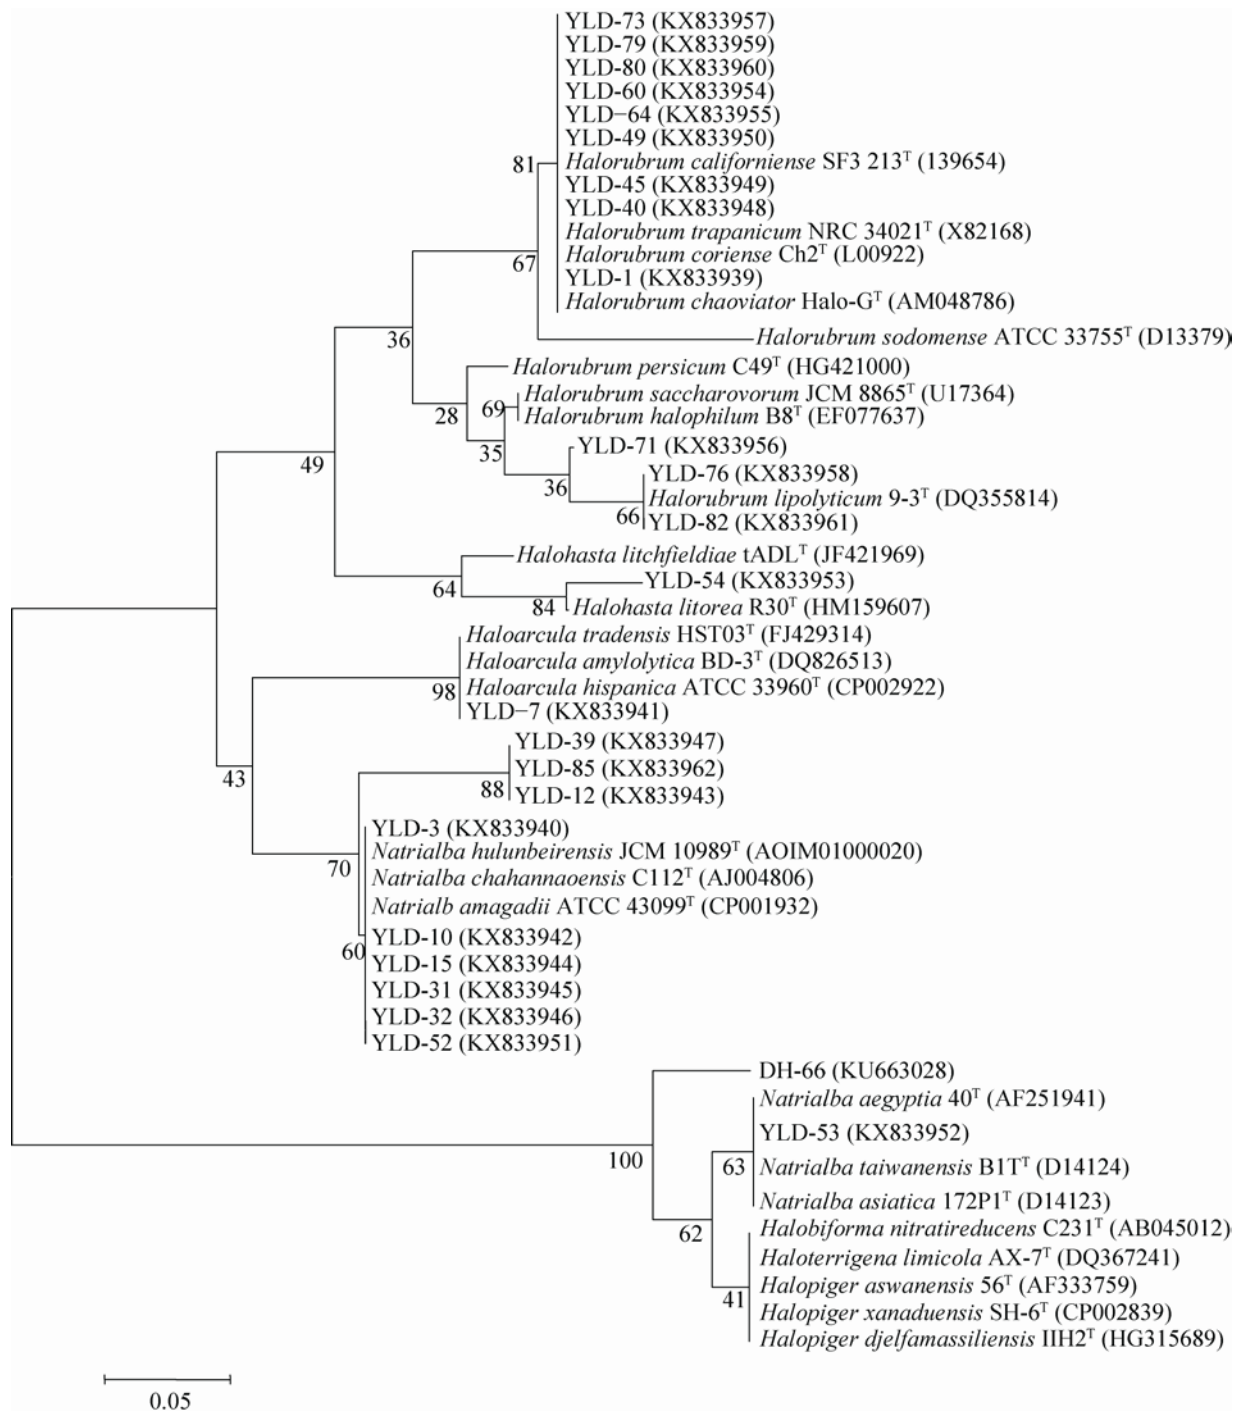 YLD-73 (KX833957)
YLD-79 (KX833959)
YLD-80 (KX833960)
YLD-60 (KX833954)
YLD−64 (KX833955)
YLD-49 (KX833950)
81
Halorubrum californiense SF3 213ᵀ (139654)
YLD-45 (KX833949)
YLD-40 (KX833948)
Halorubrum trapanicum NRC 34021ᵀ (X82168)
Halorubrum coriense Ch2ᵀ (L00922)
67
YLD-1 (KX833939)
Halorubrum chaoviator Halo-Gᵀ (AM048786)
36
Halorubrum sodomense ATCC 33755ᵀ (D13379)
Halorubrum persicum C49ᵀ (HG421000)
Halorubrum saccharovorum JCM 8865ᵀ (U17364)
28
69
Halorubrum halophilum B8ᵀ (EF077637)
YLD-71 (KX833956)
35
49
YLD-76 (KX833958)
36
Halorubrum lipolyticum 9-3ᵀ (DQ355814)
66
YLD-82 (KX833961)
Halohasta litchfieldiae tADLᵀ (JF421969)
YLD-54 (KX833953)
64
84
Halohasta litorea R30ᵀ (HM159607)
Haloarcula tradensis HST03ᵀ (FJ429314)
Haloarcula amylolytica BD-3ᵀ (DQ826513)
Haloarcula hispanica ATCC 33960ᵀ (CP002922)
98
YLD−7 (KX833941)
YLD-39 (KX833947)
YLD-85 (KX833962)
43
88
YLD-12 (KX833943)
YLD-3 (KX833940)
Natrialba hulunbeirensis JCM 10989ᵀ (AOIM01000020)
70
Natrialba chahannaoensis C112ᵀ (AJ004806)
Natrialb amagadii ATCC 43099ᵀ (CP001932)
YLD-10 (KX833942)
60
YLD-15 (KX833944)
YLD-31 (KX833945)
YLD-32 (KX833946)
YLD-52 (KX833951)
DH-66 (KU663028)
Natrialba aegyptia 40ᵀ (AF251941)
YLD-53 (KX833952)
100
63
Natrialba taiwanensis B1Tᵀ (D14124)
Natrialba asiatica 172P1ᵀ (D14123)
62
Halobiforma nitratireducens C231ᵀ (AB045012)
Haloterrigena limicola AX-7ᵀ (DQ367241)
Halopiger aswanensis 56ᵀ (AF333759)
41
Halopiger xanaduensis SH-6ᵀ (CP002839)
Halopiger djelfamassiliensis IIH2ᵀ (HG315689)
0.05